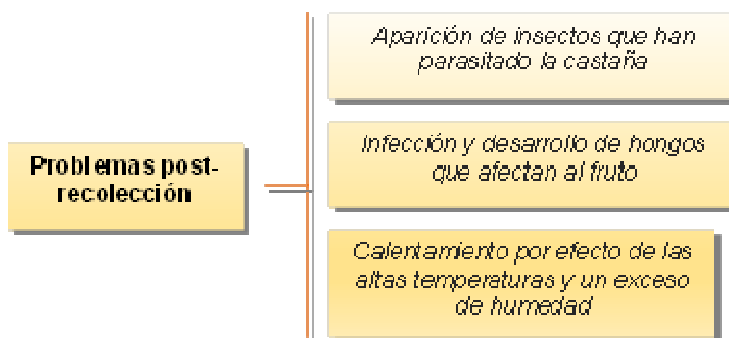 Aparición de insectos que han
parasitado la castaña
Problemas post-
recolección
Infección y desarrollo de hongos
que afectan al fruto
Calentamiento por efecto de las
altas temperaturas y un exceso
de humedad